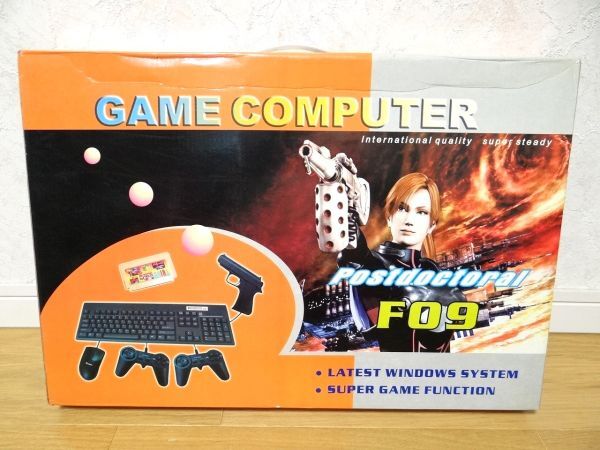 GAME COMPUTER
International quality super steady
Postdoctoral
F09
• LATEST WINDOWS SYSTEM
• SUPER GAME FUNCTION